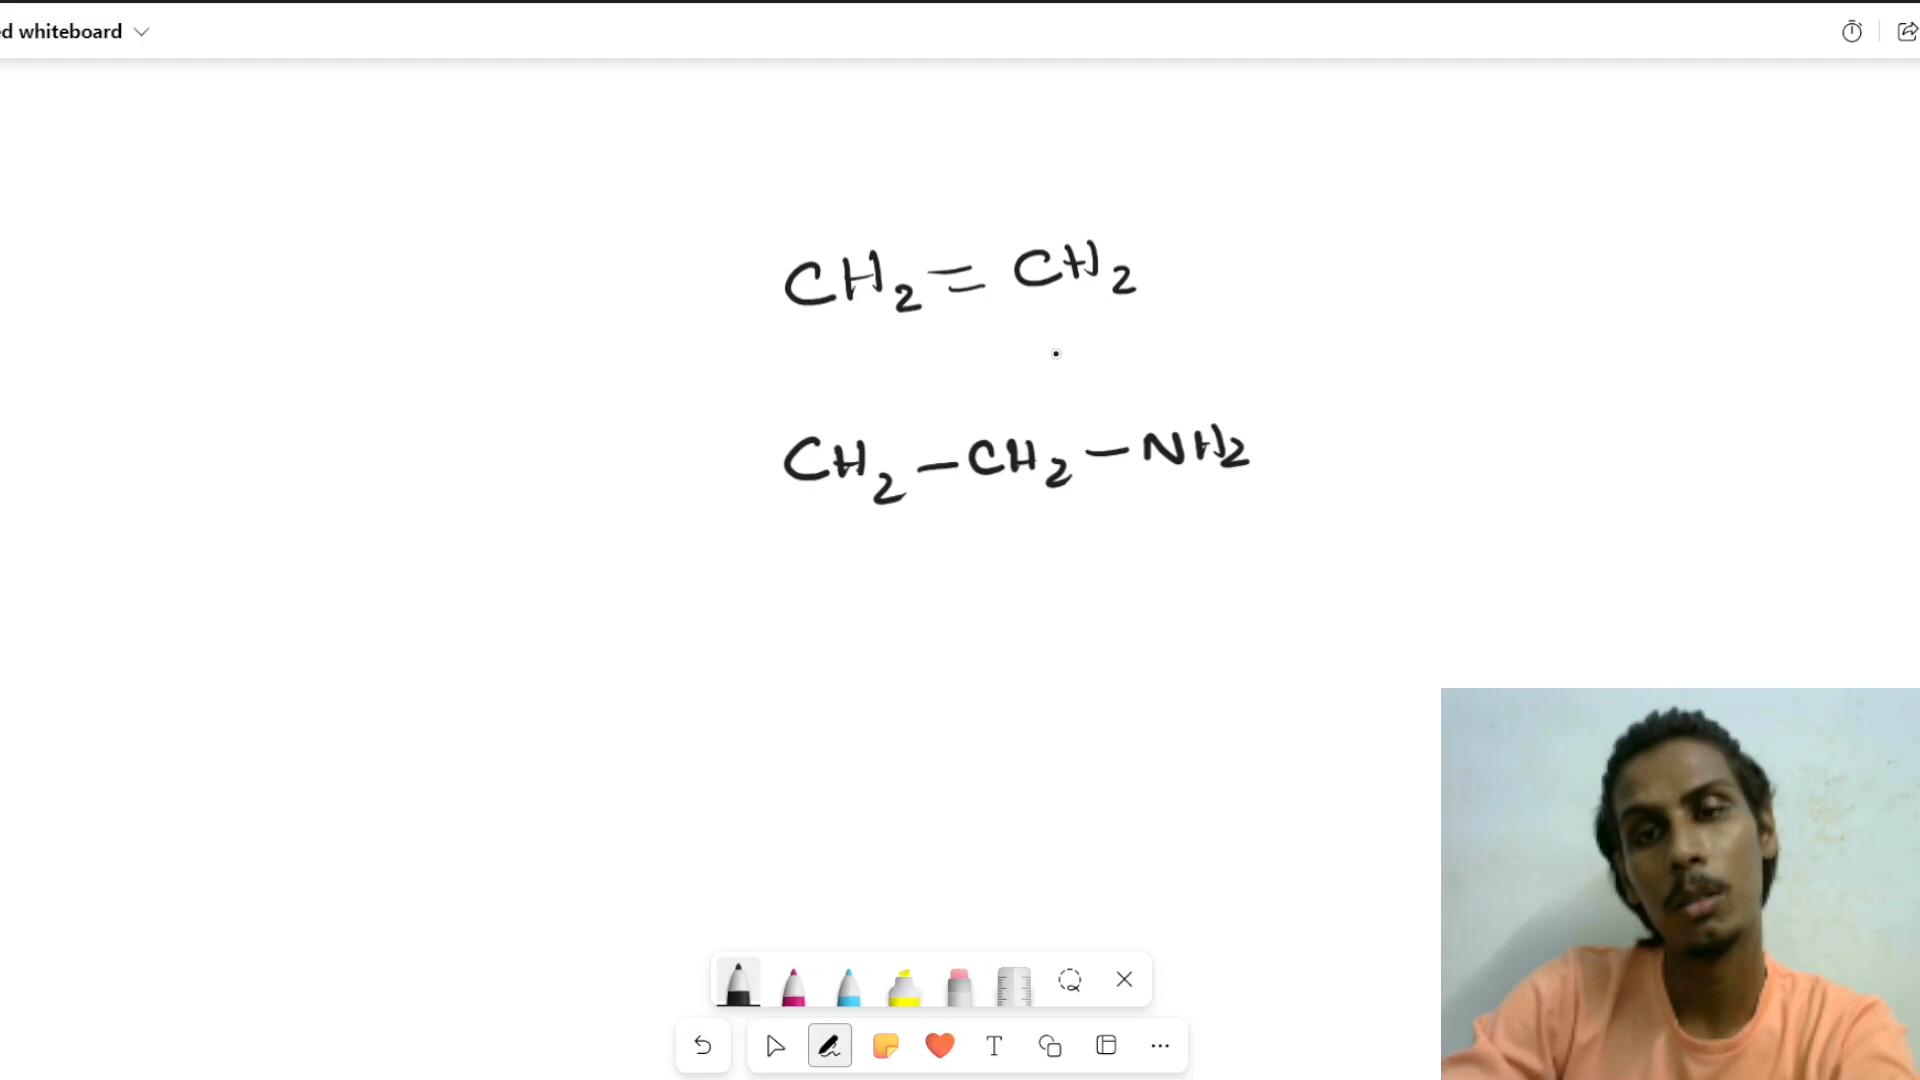 d whiteboard
CH₂ = CH₂
CH₂ – CH₂ – NH₂
T